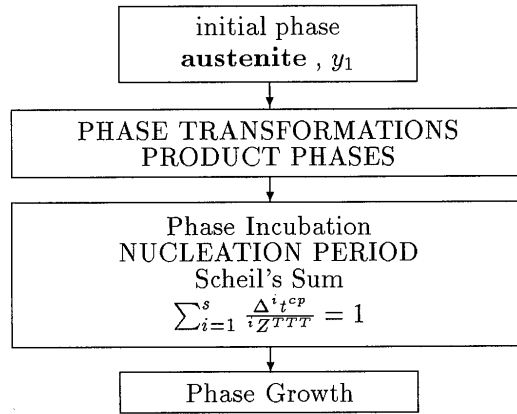 initial phase
austenite , y₁
PHASE TRANSFORMATIONS
PRODUCT PHASES
Phase Incubation
NUCLEATION PERIOD
Scheil's Sum
∑_{i=1}^{s} \frac{Δ^{i}t^{cp}}{^{i}Z^{TTT}} = 1
Phase Growth